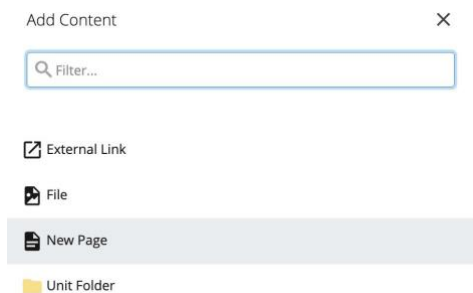 Add Content
Filter...
External Link
File
New Page
Unit Folder